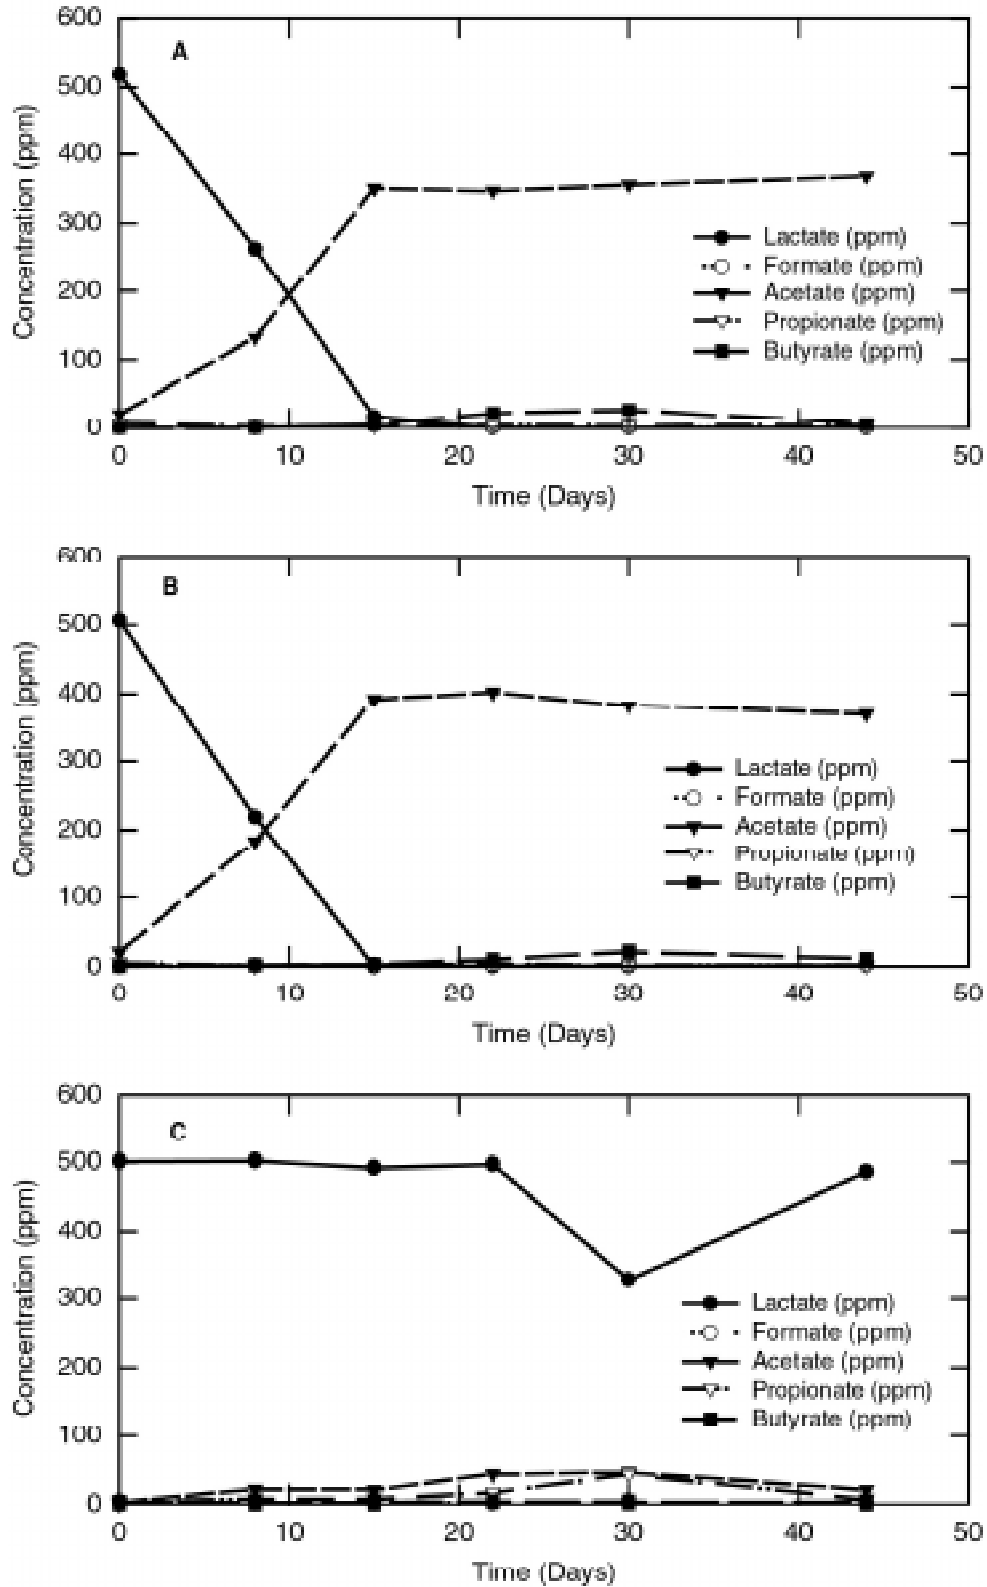 600
A
500
400
300
200
100
0
Concentration (ppm)
Lactate (ppm)
Formate (ppm)
Acetate (ppm)
Propionate (ppm)
Butyrate (ppm)
0 10 20 30 40 50
Time (Days)
600
B
500
400
300
200
100
0
Concentration (ppm)
Lactate (ppm)
Formate (ppm)
Acetate (ppm)
Propionate (ppm)
Butyrate (ppm)
0 10 20 30 40 50
Time (Days)
600
C
500
400
300
200
100
0
Concentration (ppm)
Lactate (ppm)
Formate (ppm)
Acetate (ppm)
Propionate (ppm)
Butyrate (ppm)
0 10 20 30 40 50
Time (Days)